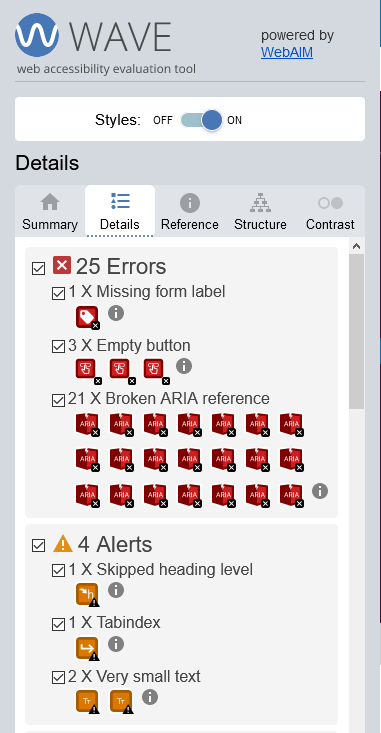 WAVE
web accessibility evaluation tool
powered by
WebAIM
Styles: OFF ON
Details
Summary Details Reference Structure Contrast
25 Errors
1 X Missing form label
3 X Empty button
21 X Broken ARIA reference
ARIA ARIA ARIA ARIA ARIA ARIA ARIA
ARIA ARIA ARIA ARIA ARIA ARIA ARIA
ARIA ARIA ARIA ARIA ARIA ARIA ARIA
4 Alerts
1 X Skipped heading level
h
1 X Tabindex
2 X Very small text
Tт Tт